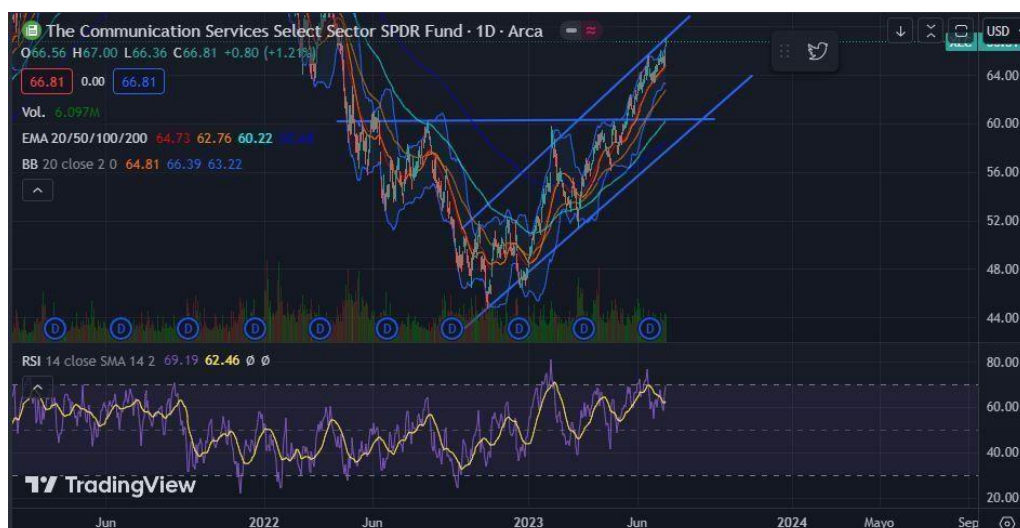 The Communication Services Select Sector SPDR Fund · 1D · Arca
O66.56 H67.00 L66.36 C66.81 +0.80 (+1.21%)
66.81 0.00 66.81
Vol. 6.097M
EMA 20/50/100/200 64.73 62.76 60.22
BB 20 close 2 0 64.81 66.39 63.22
USD
64.00
60.00
56.00
52.00
48.00
44.00
D D D D D D D D D D
RSI 14 close SMA 14 2 69.19 62.46 Ø Ø
80.00
60.00
40.00
20.00
TradingView
Jun 2022 Jun 2023 Jun 2024 Mayo Sep